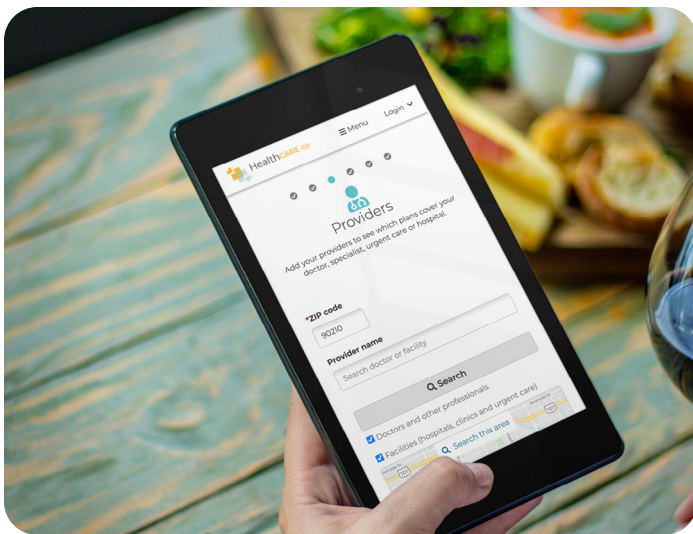 HealthCARE co
Menu
Login
Providers
Add your providers to see which plans cover your
doctor, specialist, urgent care or hospital.
*ZIP code
90210
Provider name
Search doctor or facility
Search
Doctors and other professionals
Facilities (hospitals, clinics and urgent care)
Search this area
101
101